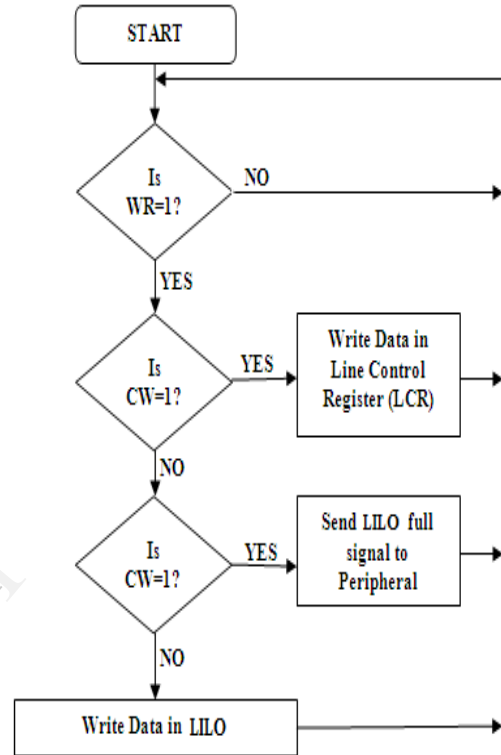 START
Is
WR=1?
NO
YES
Is
CW=1?
YES
Write Data in
Line Control
Register (LCR)
NO
Is
CW=1?
YES
Send LILO full
signal to
Peripheral
NO
Write Data in LILO